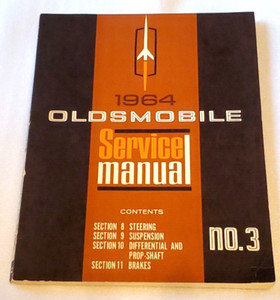 1964
OLDSMOBILE
Service
manual
CONTENTS
SECTION 8 STEERING
SECTION 9 SUSPENSION
SECTION 10 DIFFERENTIAL AND
PROP-SHAFT
SECTION 11 BRAKES
no. 3